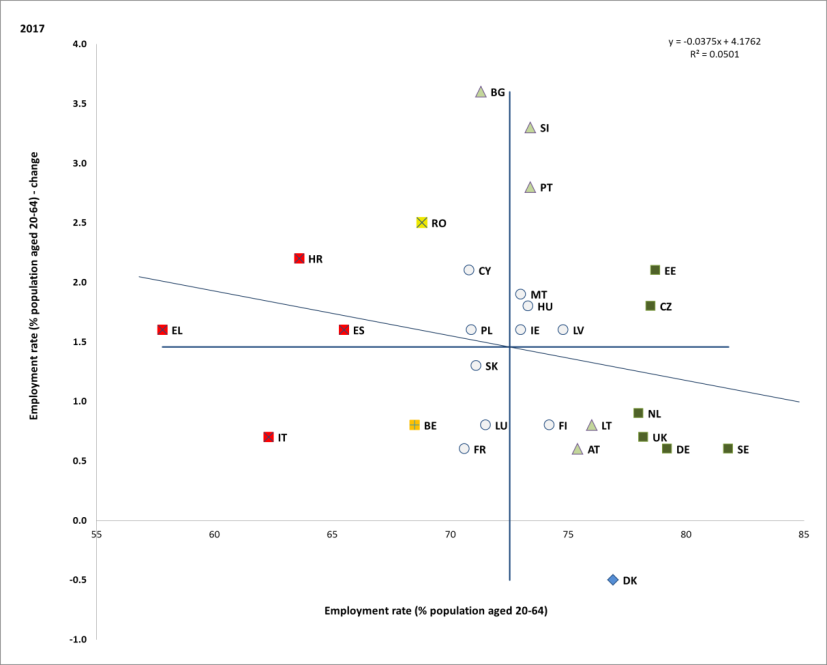 2017
y = -0.0375x + 4.1762
R² = 0.0501
4.0
3.5
3.0
2.5
2.0
1.5
1.0
0.5
0.0
-0.5
-1.0
Employment rate (% population aged 20-64) - change
BG
SI
PT
RO
HR
CY
EE
MT
HU
CZ
EL
ES
PL
IE
LV
SK
NL
BE
LU
FI
LT
IT
UK
FR
AT
DE
SE
55
60
65
70
75
80
85
DK
Employment rate (% population aged 20-64)